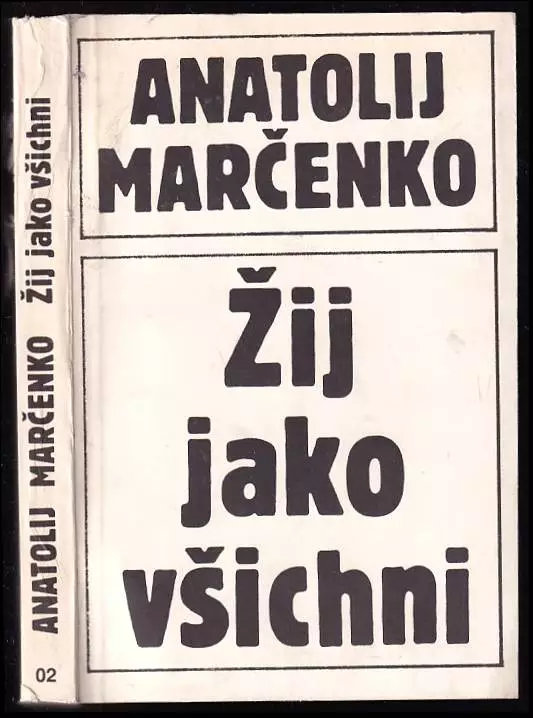 ANATOLIJ
MARČENKO
Žij
jako
všichni
ANATOLIJ MARČENKO Žij jako všichni
02